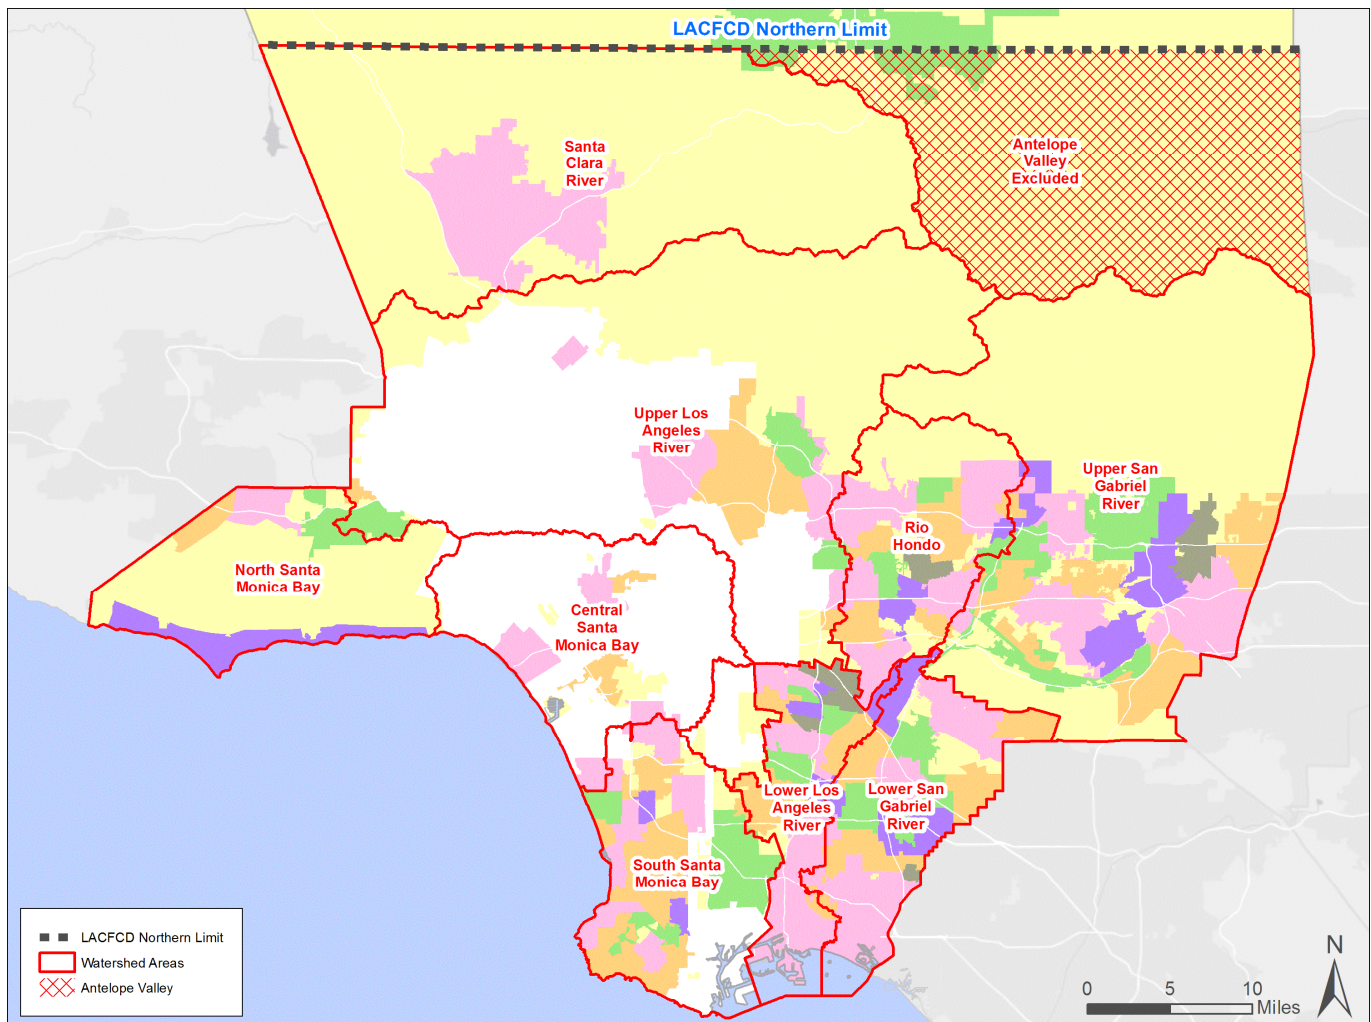 LACFCD Northern Limit
Santa
Clara
River
Antelope
Valley
Excluded
Upper Los
Angeles
River
Upper San
Gabriel
River
Rio
Hondo
North Santa
Monica Bay
Central
Santa
Monica Bay
Lower Los
Angeles
River
Lower San
Gabriel
River
South Santa
Monica Bay
LACFCD Northern Limit
Watershed Areas
Antelope Valley
N
0 5 10
Miles